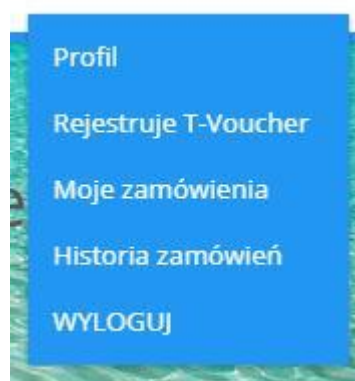 Profil
Rejestruje T-Voucher
Moje zamówienia
Historia zamówień
WYLOGUJ